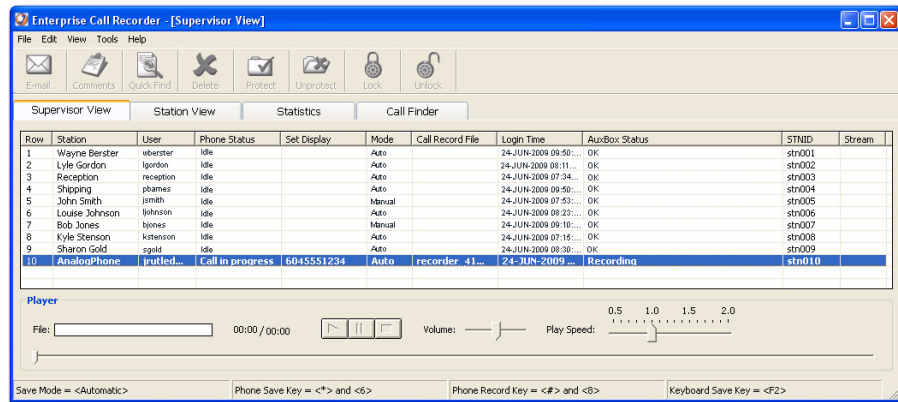 Enterprise Call Recorder - [Supervisor View]
File Edit View Tools Help
E-mail Comments Quick Find Delete Protect Unprotect Lock Unlock
Supervisor View Station View Statistics Call Finder
Row Station User Phone Status Set Display Mode Call Record File Login Time AuxBox Status STNID Stream
1 Wayne Berster wberster Idle Auto 24-JUN-2009 09:50:... OK stn001
2 Lyle Gordon lgordon Idle Auto 24-JUN-2009 08:11... OK stn002
3 Reception reception Idle Auto 24-JUN-2009 07:34... OK stn003
4 Shipping pbarnes Idle Auto 24-JUN-2009 09:50:... OK stn004
5 John Smith jsmith Idle Manual 24-JUN-2009 07:53:... OK stn005
6 Louise Johnson ljohnson Idle Auto 24-JUN-2009 08:23:... OK stn006
7 Bob Jones bjones Idle Manual 24-JUN-2009 09:10:... OK stn007
8 Kyle Stenson kstenson Idle Auto 24-JUN-2009 07:15:... OK stn008
9 Sharon Gold sgold Idle Auto 24-JUN-2009 08:30:... OK stn009
10 AnalogPhone jrutled... Call in progress 6045551234 Auto recorder_41... 24-JUN-2009 ... Recording stn010
Player
0.5 1.0 1.5 2.0
File: 00:00 / 00:00 Volume: Play Speed:
Save Mode = <Automatic> Phone Save Key = <*> and <6> Phone Record Key = <#> and <8> Keyboard Save Key = <F2>